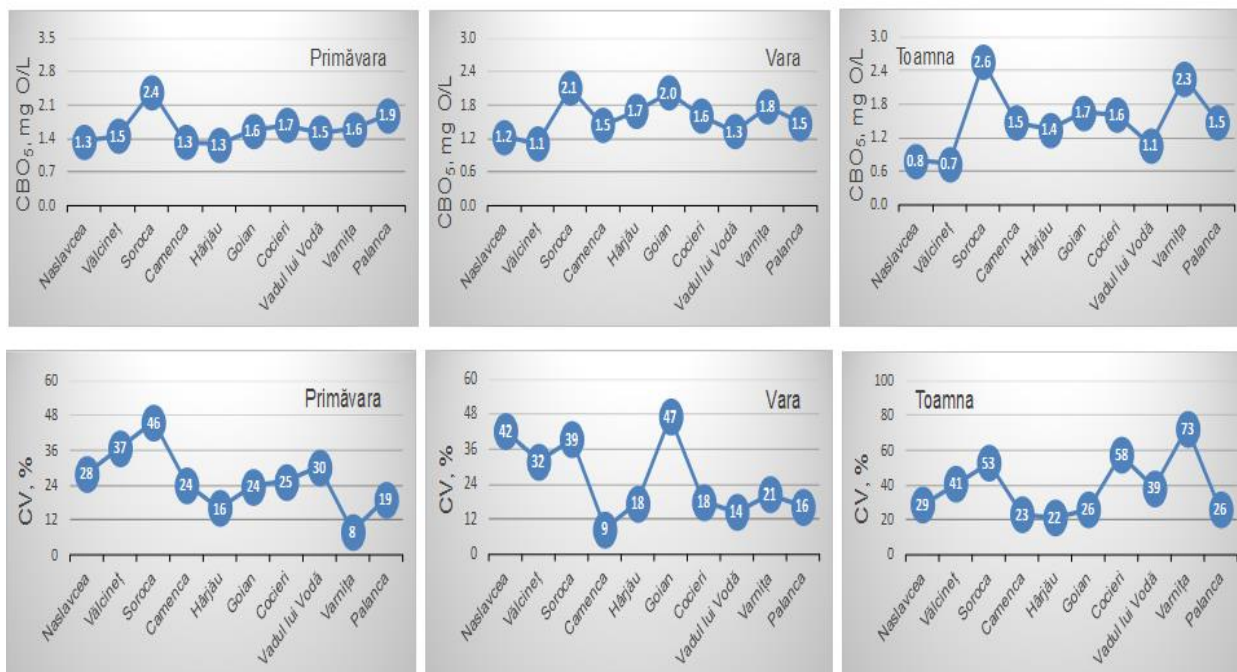 CBO₅, mg O/L
3.5
2.8
2.1
1.4
0.7
0.0
Primăvara
1.3 1.5 2.4 1.3 1.3 1.6 1.7 1.5 1.6 1.9
Naslavcea Vălcineț Soroca Camenca Hârjău Goian Cocieri Vadul lui Vodă Varnița Palanca
CBO₅, mg O/L
3.0
2.4
1.8
1.2
0.6
0.0
Vara
1.2 1.1 2.1 1.5 1.7 2.0 1.6 1.3 1.8 1.5
Naslavcea Vălcineț Soroca Camenca Hârjău Goian Cocieri Vadul lui Vodă Varnița Palanca
CBO₅, mg O/L
3.0
2.4
1.8
1.2
0.6
0.0
Toamna
0.8 0.7 2.6 1.5 1.4 1.7 1.6 1.1 2.3 1.5
Naslavcea Vălcineț Soroca Camenca Hârjău Goian Cocieri Vadul lui Vodă Varnița Palanca
CV, %
60
48
36
24
12
0
Primăvara
28 37 46 24 16 24 25 30 8 19
Naslavcea Vălcineț Soroca Camenca Hârjău Goian Cocieri Vadul lui Vodă Varnița Palanca
CV, %
60
48
36
24
12
0
Vara
42 32 39 9 18 47 18 14 21 16
Naslavcea Vălcineț Soroca Camenca Hârjău Goian Cocieri Vadul lui Vodă Varnița Palanca
CV, %
100
80
60
40
20
0
Toamna
29 41 53 23 22 26 58 39 73 26
Naslavcea Vălcineț Soroca Camenca Hârjău Goian Cocieri Vadul lui Vodă Varnița Palanca